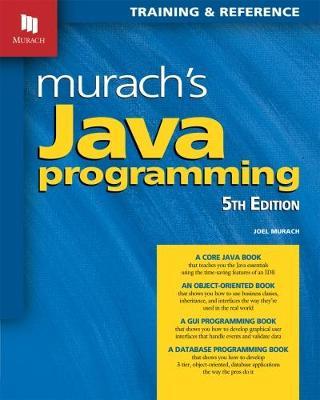 TRAINING & REFERENCE
MURACH
murach's
Java
programming
5TH EDITION
JOEL MURACH
A CORE JAVA BOOK
that teaches you the Java essentials
using the time-saving features of an IDE
AN OBJECT-ORIENTED BOOK
that shows you how to use business classes,
inheritance, and interfaces the way they're
used in the real world
A GUI PROGRAMMING BOOK
that shows you how to develop graphical user
interfaces that handle events and validate data
A DATABASE PROGRAMMING BOOK
that shows you how to develop
3-tier, object-oriented, database applications
the way the pros do it